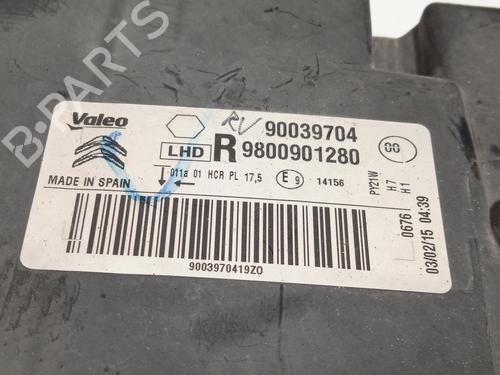 B-PARTS
Valeo
RV 90039704
LHD R 9800901280
00
011a 01 HCR PL 17,5
E 9
14156
PY21W
H7
H1
MADE IN SPAIN
0676
03/02/15 04:39
9003970419ZO